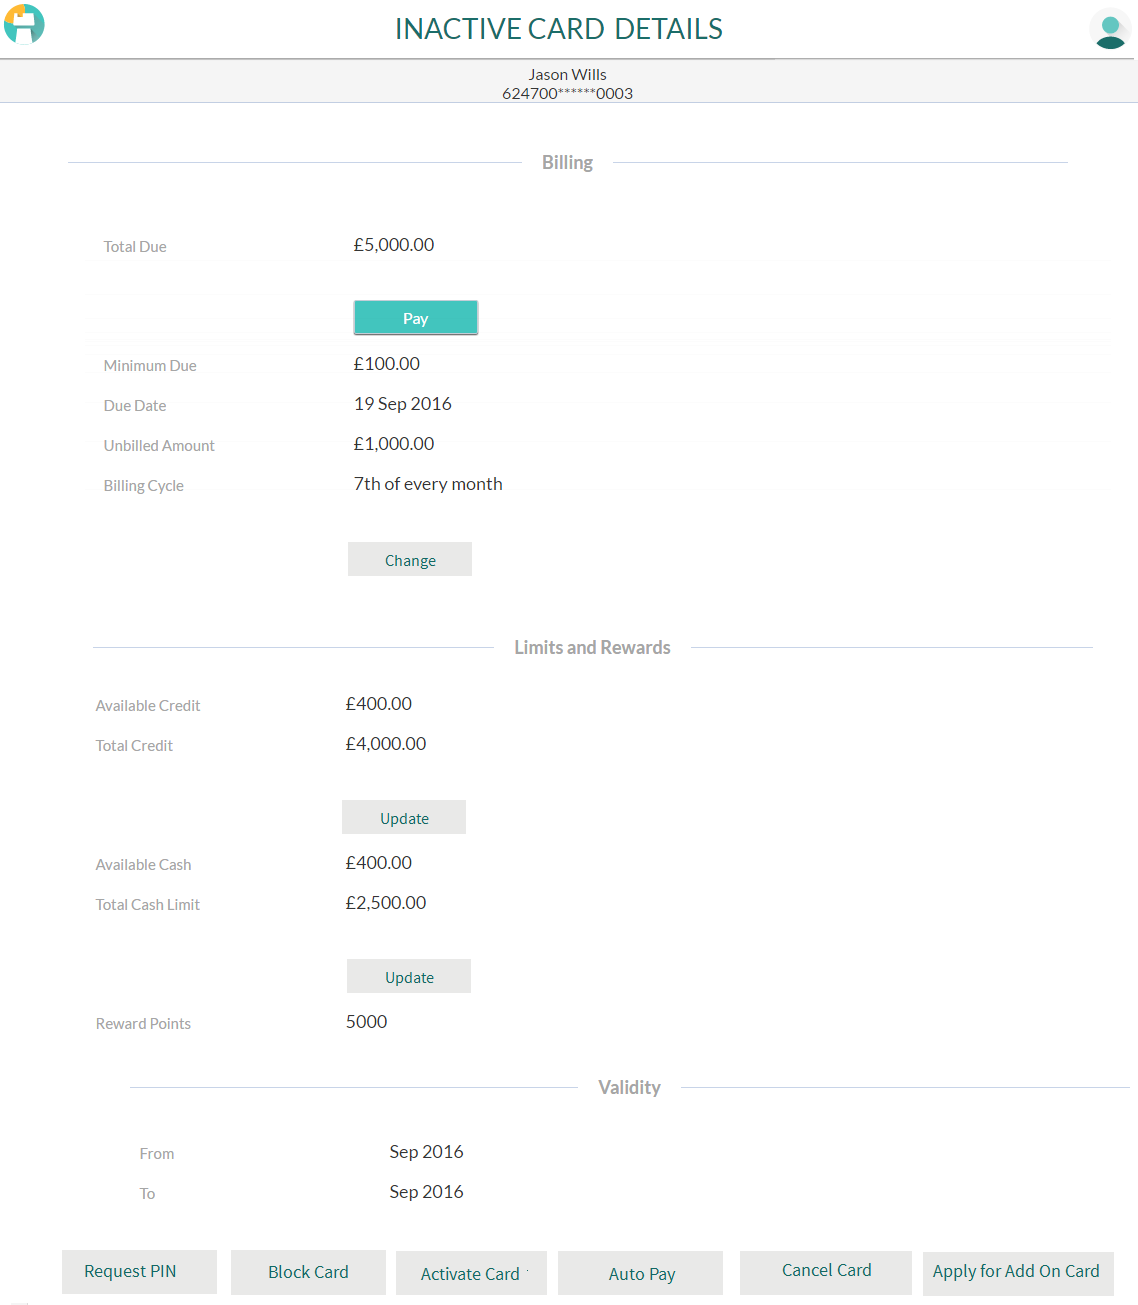 INACTIVE CARD DETAILS
Jason Wills
624700******0003
Billing
Total Due £5,000.00
Pay
Minimum Due £100.00
Due Date 19 Sep 2016
Unbilled Amount £1,000.00
Billing Cycle 7th of every month
Change
Limits and Rewards
Available Credit £400.00
Total Credit £4,000.00
Update
Available Cash £400.00
Total Cash Limit £2,500.00
Update
Reward Points 5000
Validity
From Sep 2016
To Sep 2016
Request PIN Block Card Activate Card Auto Pay Cancel Card Apply for Add On Card